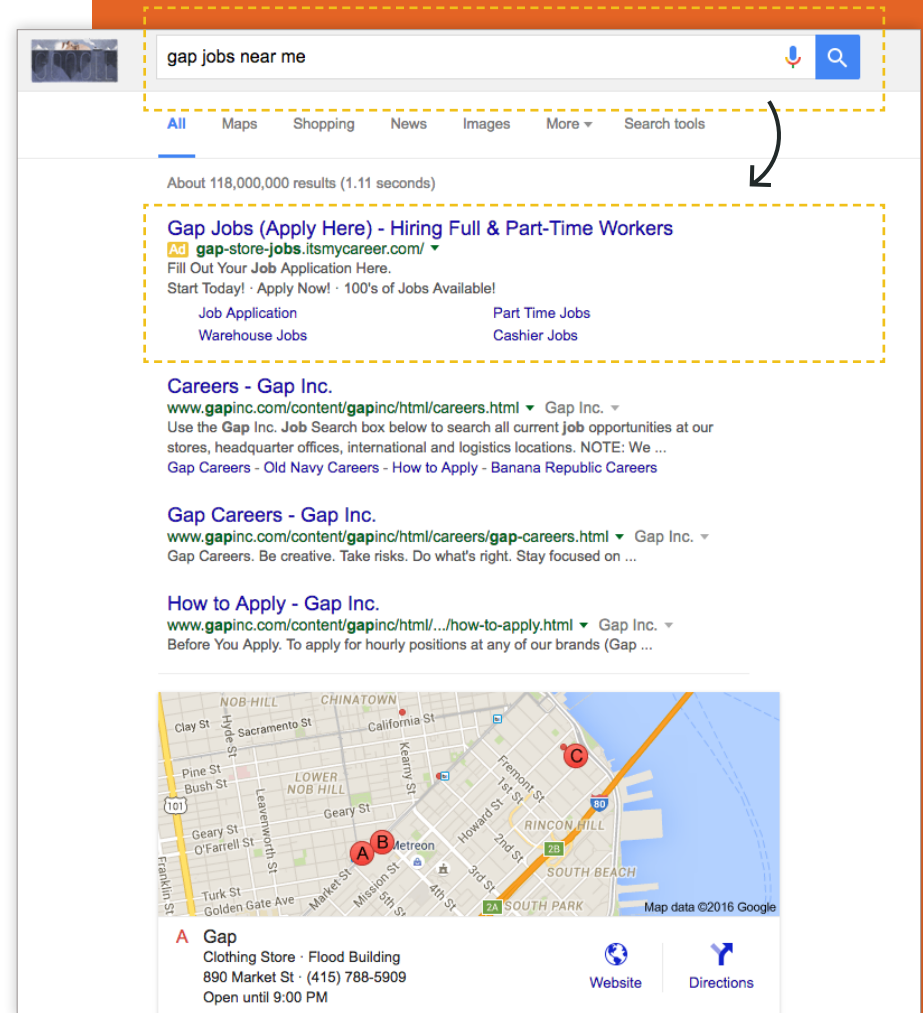 gap jobs near me
All Maps Shopping News Images More Search tools
About 118,000,000 results (1.11 seconds)
Gap Jobs (Apply Here) - Hiring Full & Part-Time Workers
Ad gap-store-jobs.itsmycareer.com/
Fill Out Your Job Application Here.
Start Today! · Apply Now! · 100's of Jobs Available!
Job Application Part Time Jobs
Warehouse Jobs Cashier Jobs
Careers - Gap Inc.
www.gapinc.com/content/gapinc/html/careers.html Gap Inc.
Use the Gap Inc. Job Search box below to search all current job opportunities at our
stores, headquarter offices, international and logistics locations. NOTE: We ...
Gap Careers - Old Navy Careers - How to Apply - Banana Republic Careers
Gap Careers - Gap Inc.
www.gapinc.com/content/gapinc/html/careers/gap-careers.html Gap Inc.
Gap Careers. Be creative. Take risks. Do what's right. Stay focused on ...
How to Apply - Gap Inc.
www.gapinc.com/content/gapinc/html/.../how-to-apply.html Gap Inc.
Before You Apply. To apply for hourly positions at any of our brands (Gap ...
NOB HILL CHINATOWN
Clay St
Hyde St
Sacramento St
California St
Kearny St
Pine St
Bush St
LOWER
NOB HILL
Fremont St
1st St
C
101
Leavenworth St
Geary St
Howard St
80
RINCON HILL
Geary St
O'Farrell St
A
B
Metreon
2nd St
2B
Franklin St
Market St
Mission St
5th St
4th St
3rd St
SOUTH BEACH
Turk St
Golden Gate Ave
2A
SOUTH PARK
Map data ©2016 Google
A Gap
Clothing Store · Flood Building
890 Market St · (415) 788-5909
Open until 9:00 PM
Website Directions